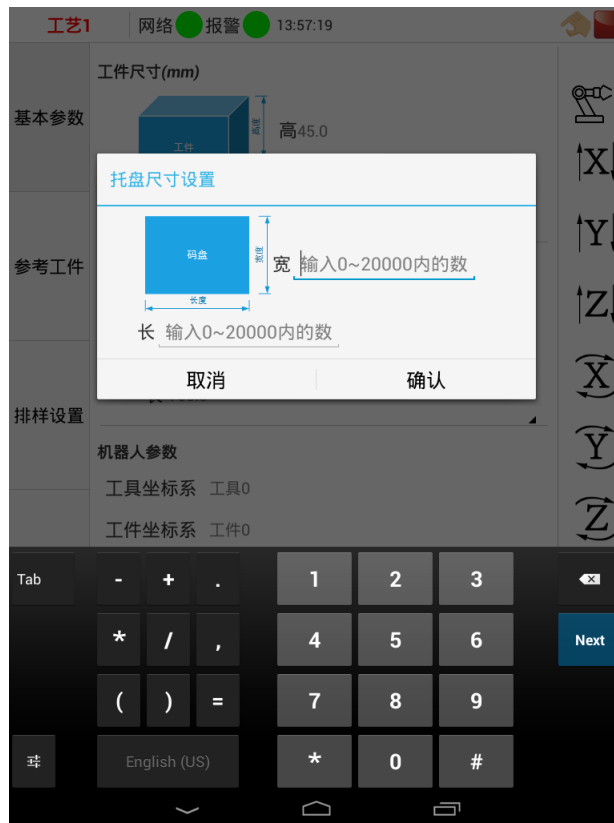 工艺1 网络 报警 13:57:19
工件尺寸(mm)
基本参数
高度
高45.0
工件
X
托盘尺寸设置
码盘
宽度
宽 输入0~20000内的数
Y
参考工件
长度
Z
长 输入0~20000内的数
取消 确认
X
排样设置
机器人参数
Y
工具坐标系 工具0
工件坐标系 工件0
Z
Tab - + . 1 2 3
* / , 4 5 6 Next
( ) = 7 8 9
English (US) * 0 #